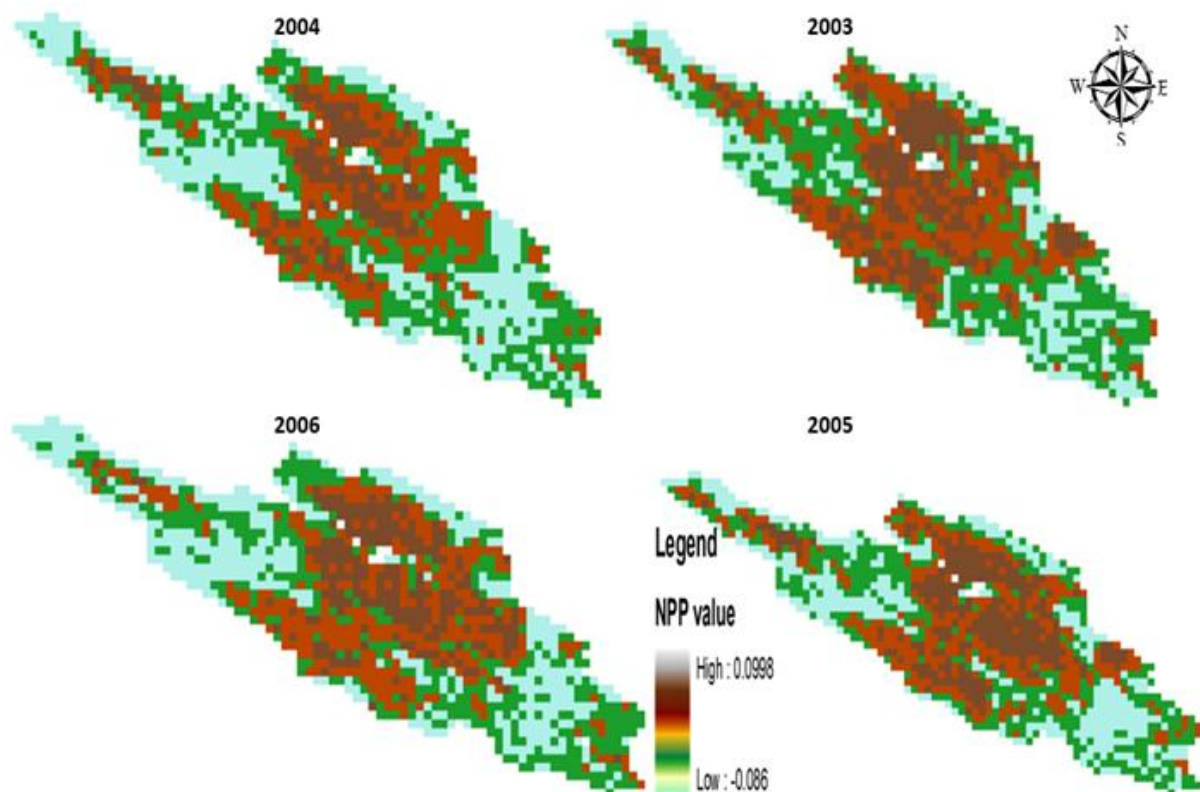 2004
2003
N
W E
S
2006
2005
Legend
NPP value
High : 0.0998
Low : -0.086